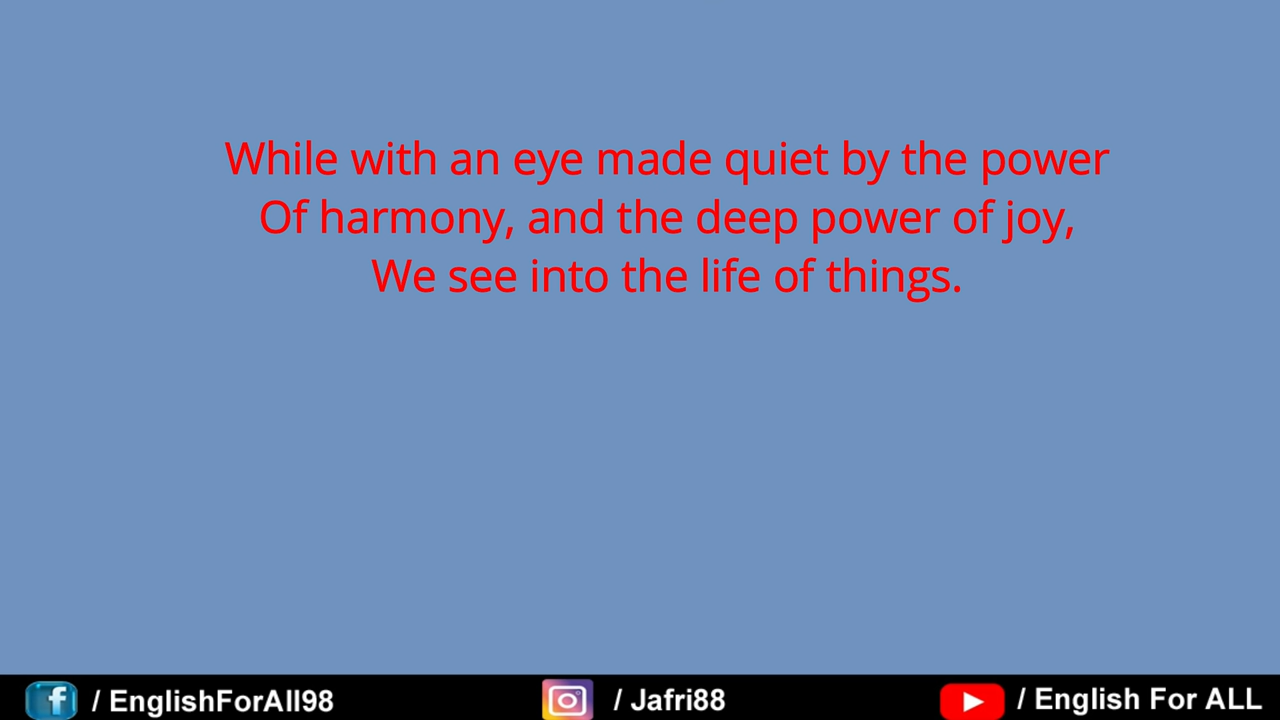 While with an eye made quiet by the power
Of harmony, and the deep power of joy,
We see into the life of things.
/ EnglishForAll98
/ Jafri88
/ English For ALL